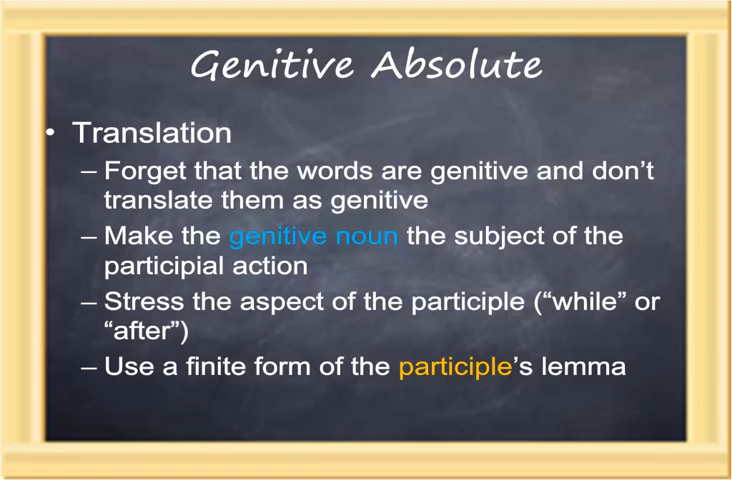 Genitive Absolute
• Translation
– Forget that the words are genitive and don’t
translate them as genitive
– Make the genitive noun the subject of the
participial action
– Stress the aspect of the participle (“while” or
“after”)
– Use a finite form of the participle’s lemma